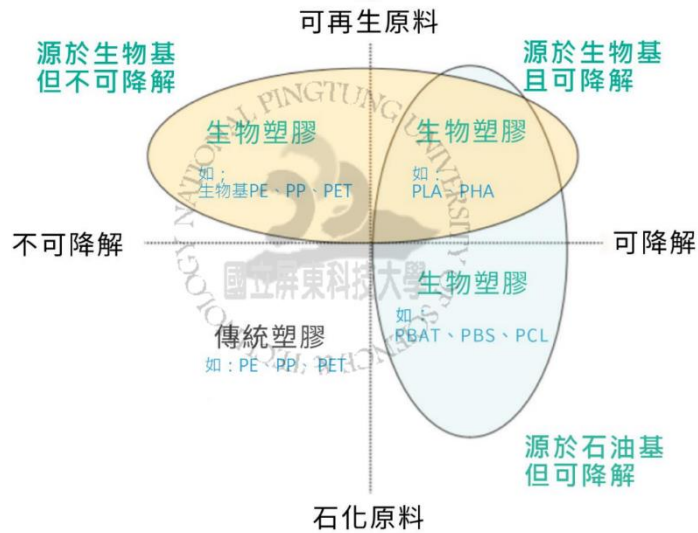 可再生原料
源於生物基
但不可降解
源於生物基
且可降解
生物塑膠
如：
生物基PE、PP、PET
生物塑膠
如：
PLA、PHA
不可降解
可降解
國立屏東科技大學
NATIONAL PINGTUNG UNIVERSITY OF SCIENCE & TECHNOLOGY
生物塑膠
如：
PBAT、PBS、PCL
傳統塑膠
如：PE、PP、PET
源於石油基
但可降解
石化原料